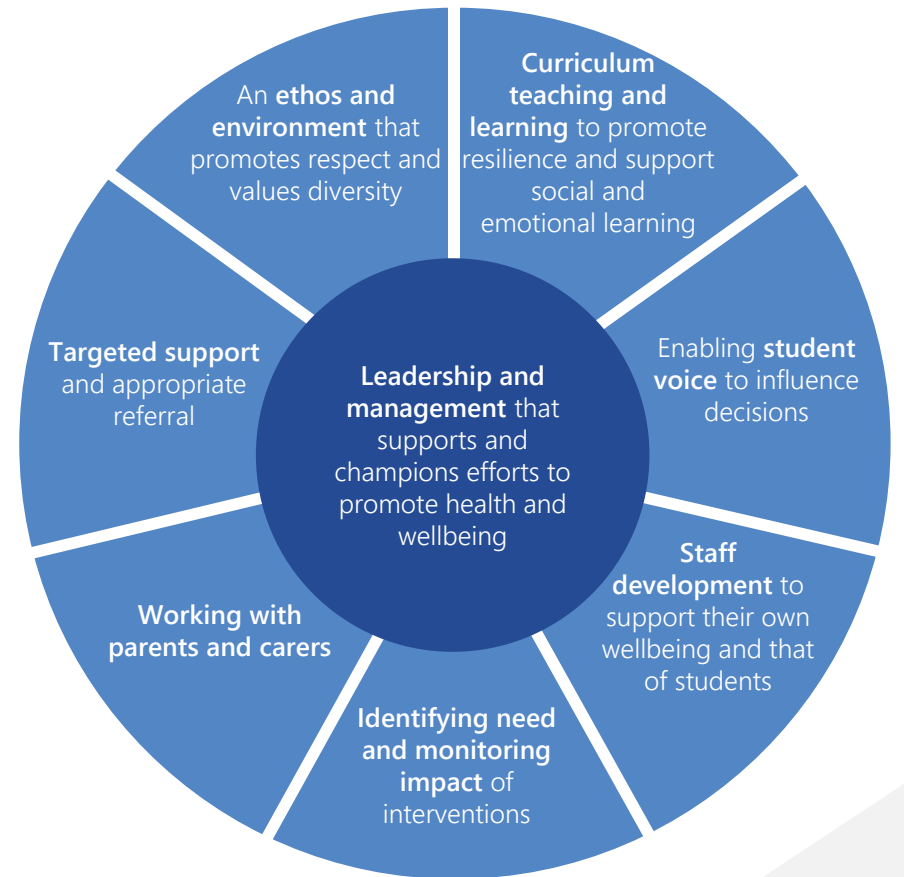 An ethos and
environment that
promotes respect and
values diversity
Curriculum
teaching and
learning to promote
resilience and support
social and
emotional learning
Enabling student
voice to influence
decisions
Staff
development to
support their own
wellbeing and that
of students
Identifying need
and monitoring
impact of
interventions
Working with
parents and carers
Targeted support
and appropriate
referral
Leadership and
management that
supports and
champions efforts to
promote health and
wellbeing